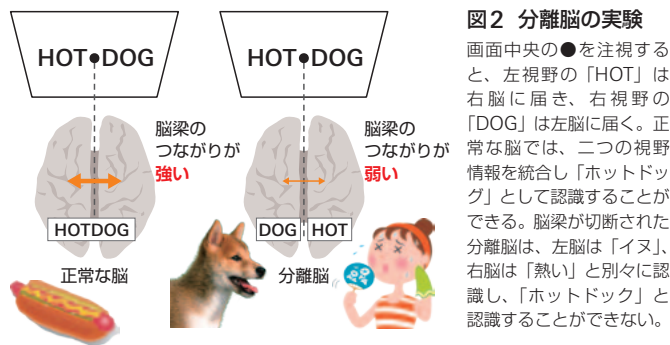 HOT●DOG
HOT●DOG
脳梁の
つながりが
強い
脳梁の
つながりが
弱い
HOTDOG
DOG
HOT
正常な脳
分離脳
図2 分離脳の実験
画面中央の●を注視する
と、左視野の「HOT」は
右脳に届き、右視野の
「DOG」は左脳に届く。正
常な脳では、二つの視野
情報を統合し「ホットドッ
グ」として認識することが
できる。脳梁が切断された
分離脳は、左脳は「イヌ」、
右脳は「熱い」と別々に認
識し、「ホットドック」と
認識することができない。